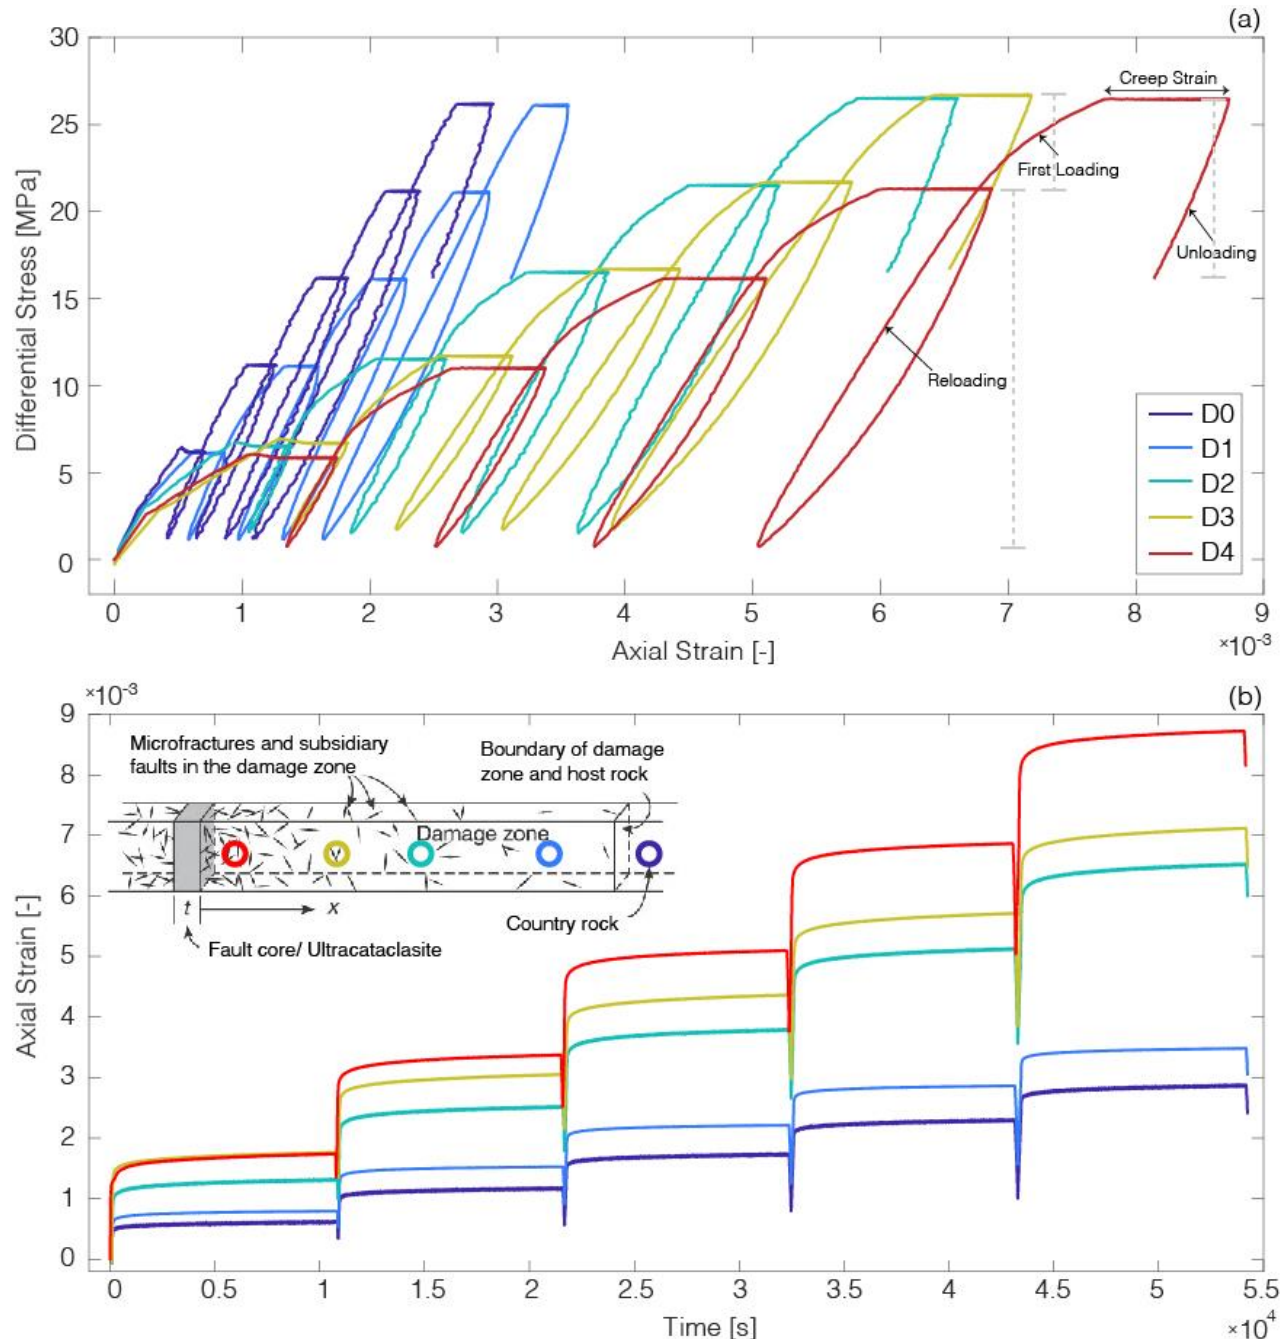 (a)
30
25
20
15
10
5
0
Differential Stress [MPa]
Creep Strain
First Loading
Unloading
Reloading
D0
D1
D2
D3
D4
0 1 2 3 4 5 6 7 8 9
×10⁻³
Axial Strain [-]
(b)
×10⁻³
9
8
7
6
5
4
3
2
1
0
Axial Strain [-]
Microfractures and subsidiary
faults in the damage zone
Boundary of damage
zone and host rock
Damage zone
t
x
Country rock
Fault core/ Ultracataclasite
0 0.5 1 1.5 2 2.5 3 3.5 4 4.5 5 5.5
×10⁴
Time [s]